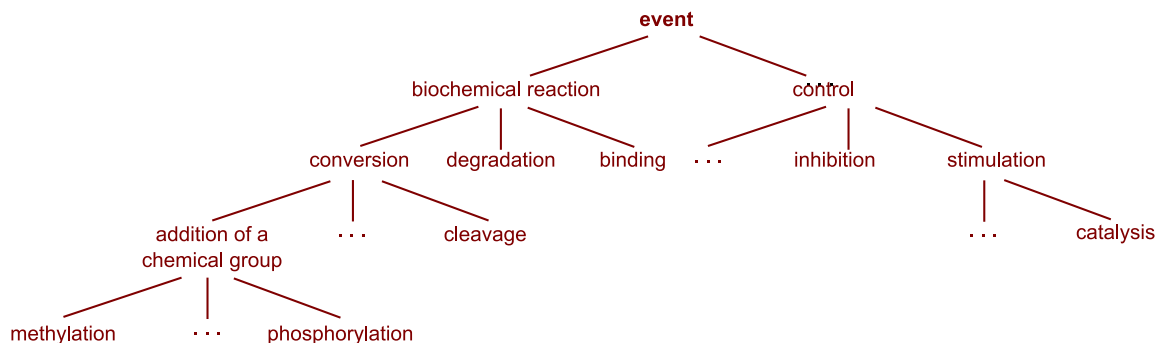 event
biochemical reaction
control
...
conversion
degradation
binding
...
inhibition
stimulation
addition of a
chemical group
...
cleavage
...
catalysis
methylation
...
phosphorylation